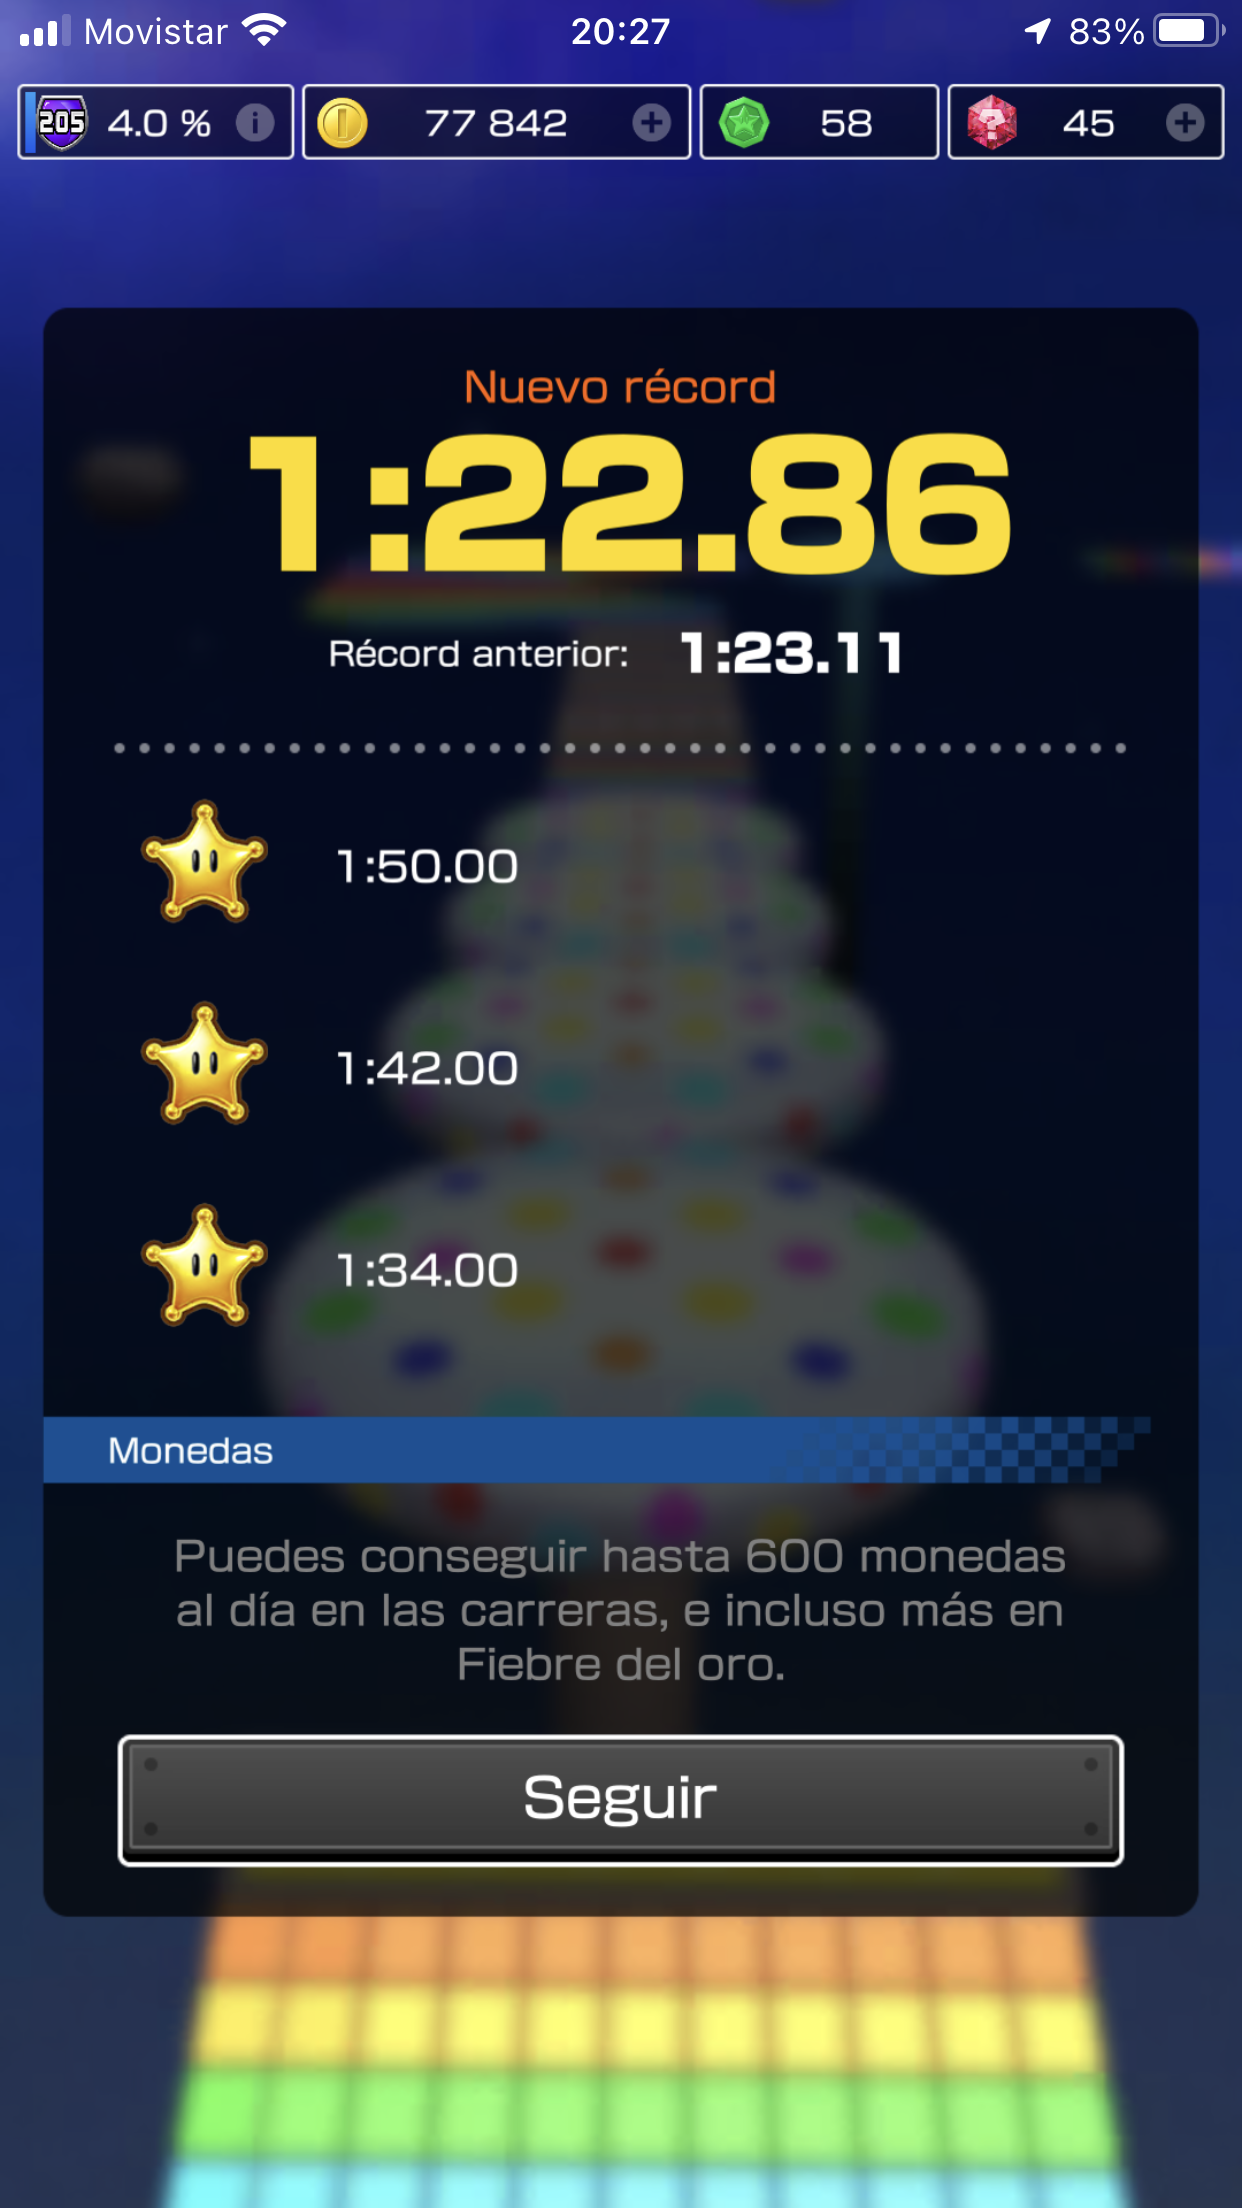 Movistar 20:27 83%
205 4.0 % i 77 842 + 58 ? 45 +
Nuevo récord
1:22.86
Récord anterior: 1:23.11
1:50.00
1:42.00
1:34.00
Monedas
Puedes conseguir hasta 600 monedas
al día en las carreras, e incluso más en
Fiebre del oro.
Seguir